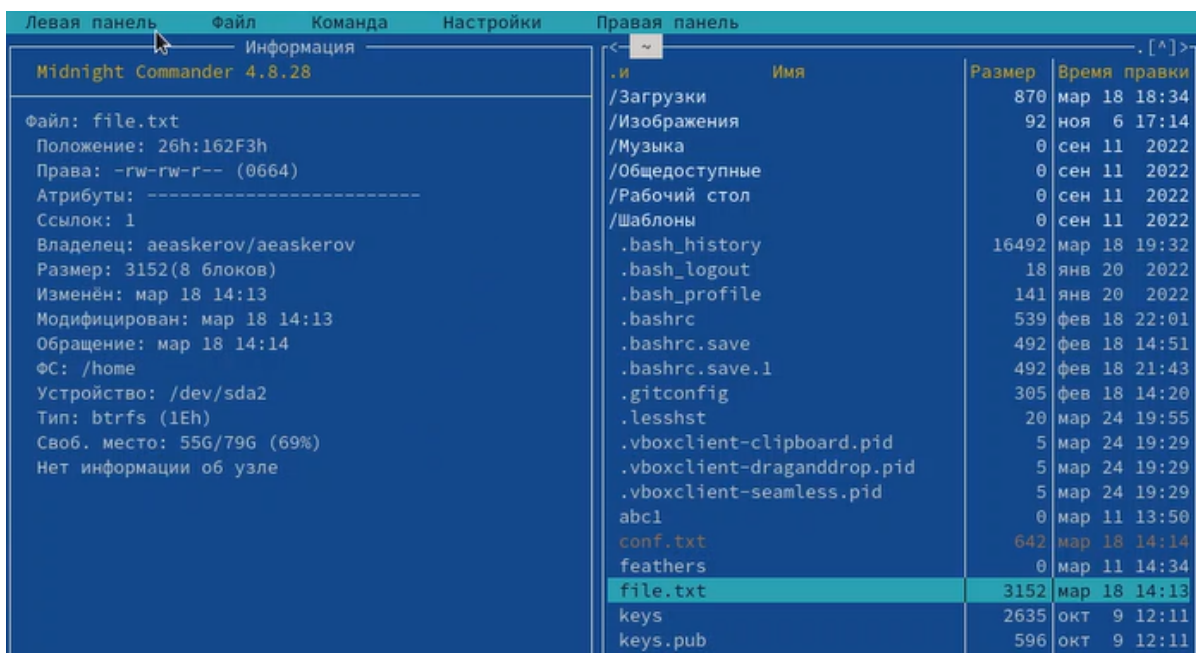 Левая панель Файл Команда Настройки Правая панель
Информация
Midnight Commander 4.8.28
Файл: file.txt
Положение: 26h:162F3h
Права: -rw-rw-r-- (0664)
Атрибуты: -------------------------
Ссылок: 1
Владелец: aeaskerov/aeaskerov
Размер: 3152(8 блоков)
Изменён: мар 18 14:13
Модифицирован: мар 18 14:13
Обращение: мар 18 14:14
ФС: /home
Устройство: /dev/sda2
Тип: btrfs (1Eh)
Своб. место: 55G/79G (69%)
Нет информации об узле
<- ~ .[^]>
.и Имя Размер Время правки
/Загрузки 870 мар 18 18:34
/Изображения 92 ноя 6 17:14
/Музыка 0 сен 11 2022
/Общедоступные 0 сен 11 2022
/Рабочий стол 0 сен 11 2022
/Шаблоны 0 сен 11 2022
.bash_history 16492 мар 18 19:32
.bash_logout 18 янв 20 2022
.bash_profile 141 янв 20 2022
.bashrc 539 фев 18 22:01
.bashrc.save 492 фев 18 14:51
.bashrc.save.1 492 фев 18 21:43
.gitconfig 305 фев 18 14:20
.lesshst 20 мар 24 19:55
.vboxclient-clipboard.pid 5 мар 24 19:29
.vboxclient-draganddrop.pid 5 мар 24 19:29
.vboxclient-seamless.pid 5 мар 24 19:29
abc1 0 мар 11 13:50
conf.txt 642 мар 18 14:14
feathers 0 мар 11 14:34
file.txt 3152 мар 18 14:13
keys 2635 окт 9 12:11
keys.pub 596 окт 9 12:11